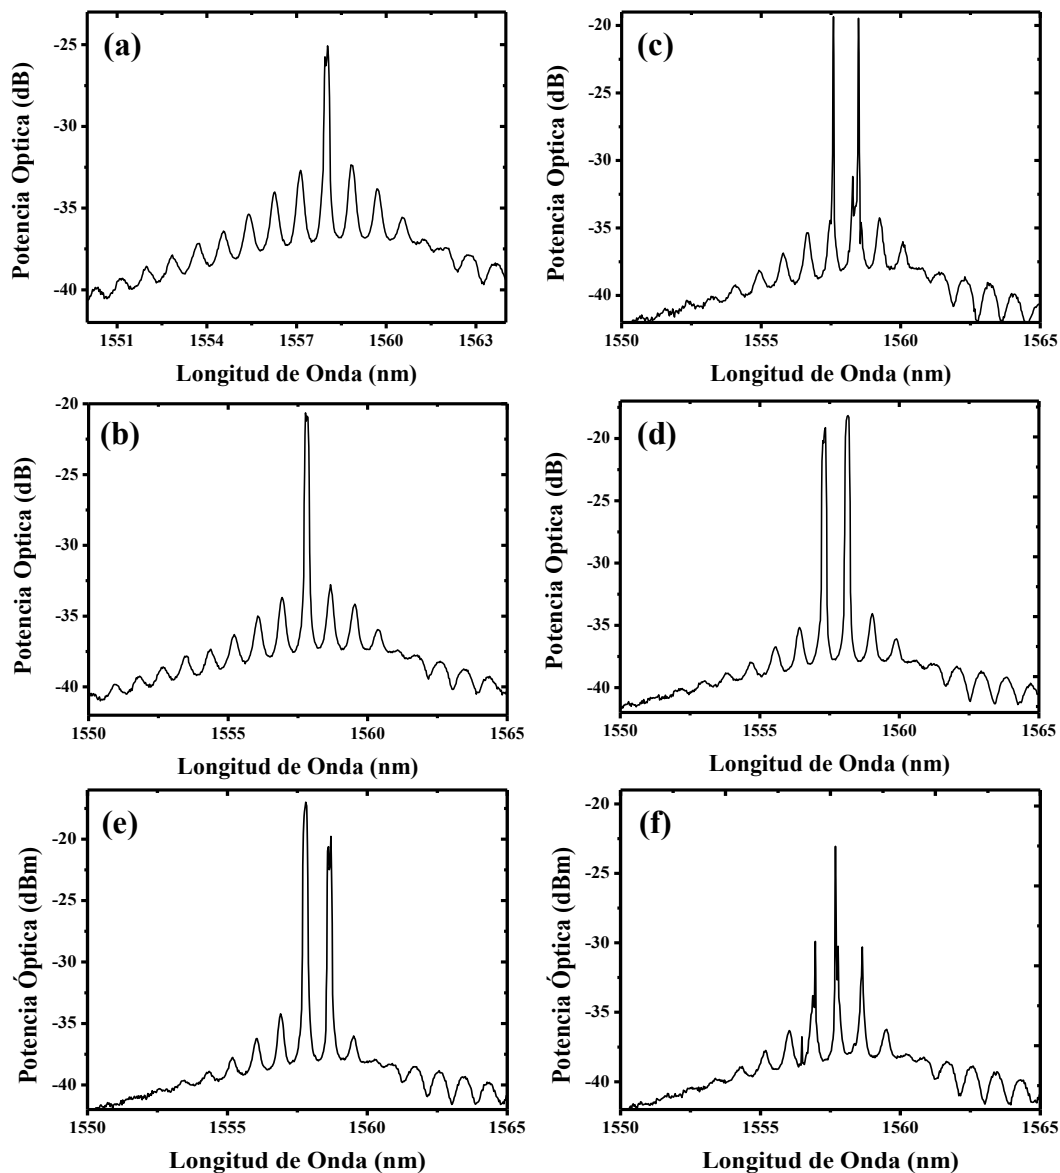 (a)
Potencia Optica (dB)
-25
-30
-35
-40
1551 1554 1557 1560 1563
Longitud de Onda (nm)
(c)
Potencia Optica (dB)
-20
-25
-30
-35
-40
1550 1555 1560 1565
Longitud de Onda (nm)
(b)
Potencia Optica (dB)
-20
-25
-30
-35
-40
1550 1555 1560 1565
Longitud de Onda (nm)
(d)
Potencia Optica (dB)
-20
-25
-30
-35
-40
1550 1555 1560 1565
Longitud de Onda (nm)
(e)
Potencia Óptica (dBm)
-20
-25
-30
-35
-40
1550 1555 1560 1565
Longitud de Onda (nm)
(f)
Potencia Óptica (dBm)
-20
-25
-30
-35
-40
1550 1555 1560 1565
Longitud de Onda (nm)